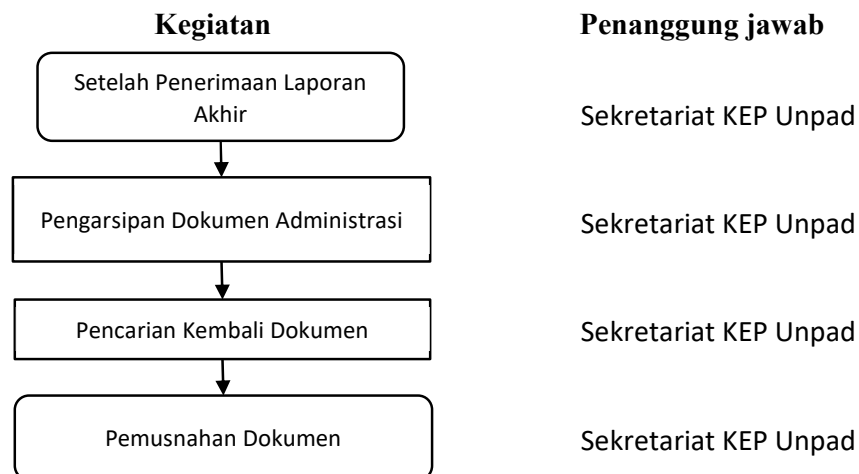 Kegiatan
Penanggung jawab
Setelah Penerimaan Laporan
Akhir
Sekretariat KEP Unpad
Pengarsipan Dokumen Administrasi
Sekretariat KEP Unpad
Pencarian Kembali Dokumen
Sekretariat KEP Unpad
Pemusnahan Dokumen
Sekretariat KEP Unpad